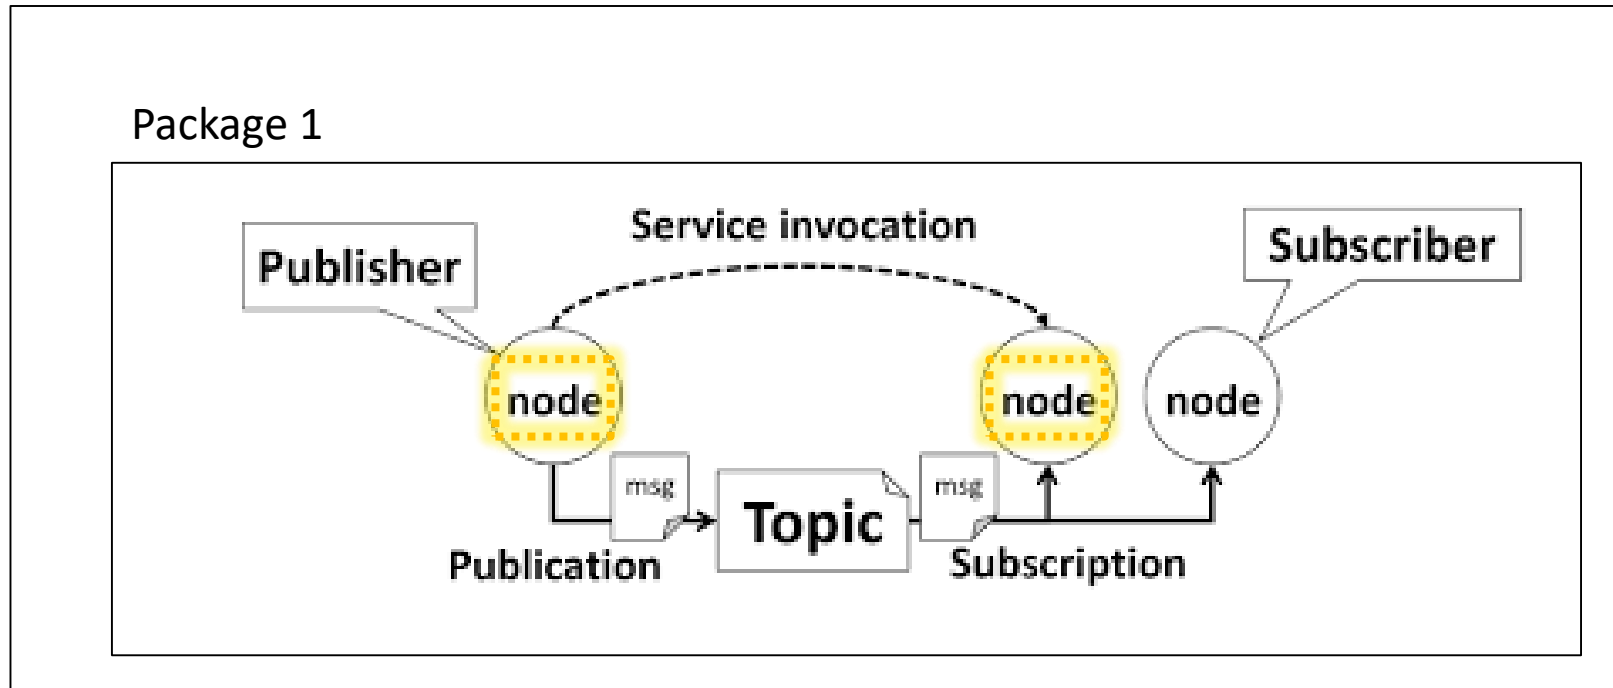 Package 1
Service invocation
Publisher
Subscriber
node
node
node
msg
msg
Topic
Publication
Subscription